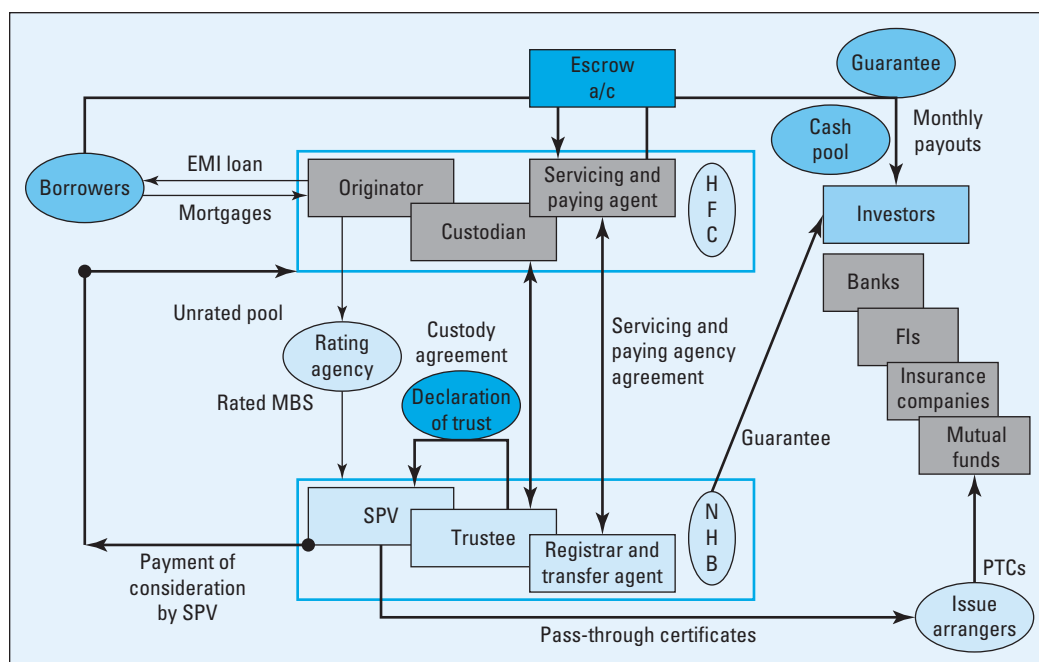 Escrow
a/c
Guarantee
Cash
pool
Monthly
payouts
Borrowers
EMI loan
Mortgages
Originator
Custodian
Servicing and
paying agent
H
F
C
Investors
Banks
FIs
Insurance
companies
Mutual
funds
Unrated pool
Rating
agency
Rated MBS
Custody
agreement
Declaration
of trust
Servicing and
paying agency
agreement
Guarantee
SPV
Trustee
Registrar and
transfer agent
N
H
B
Payment of
consideration
by SPV
Pass-through certificates
PTCs
Issue
arrangers